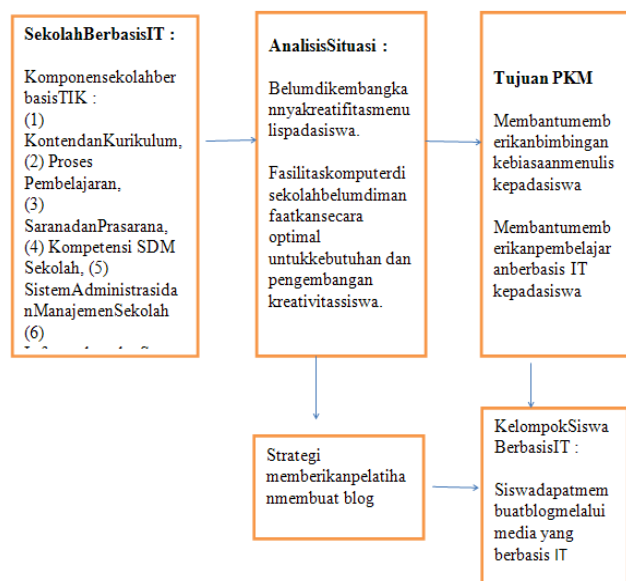 SekolahBerbasisIT :
Komponensekolahber
basisTIK :
(1)
KontendanKurikulum,
(2) Proses
Pembelajaran,
(3)
SaranadanPrasarana,
(4) Kompetensi SDM
Sekolah, (5)
SistemAdministrasida
nManajemenSekolah
(6)
AnalisisSituasi :
Belumdikembangka
nnyakreatifitasmenu
lispadasiswa.
Fasilitaskomputerdi
sekolahbelumdiman
faatkansecara
optimal
untukkebutuhan dan
pengembangan
kreativitassiswa.
Tujuan PKM
Membantumemb
erikanbimbingan
kebiasaanmenulis
kepadasiswa
Membantumemb
erikanpembelajar
anberbasis IT
kepadasiswa
Strategi
memberikanpelatiha
nmembuat blog
KelompokSiswa
BerbasisIT :
Siswadapatmem
buatblogmelalui
media yang
berbasis IT